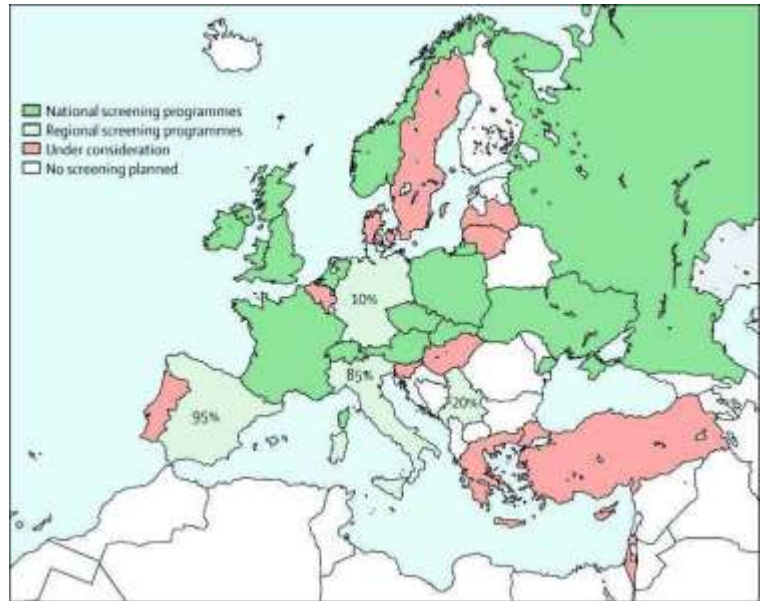 National screening programmes
Regional screening programmes
Under consideration
No screening planned
10%
85%
20%
95%